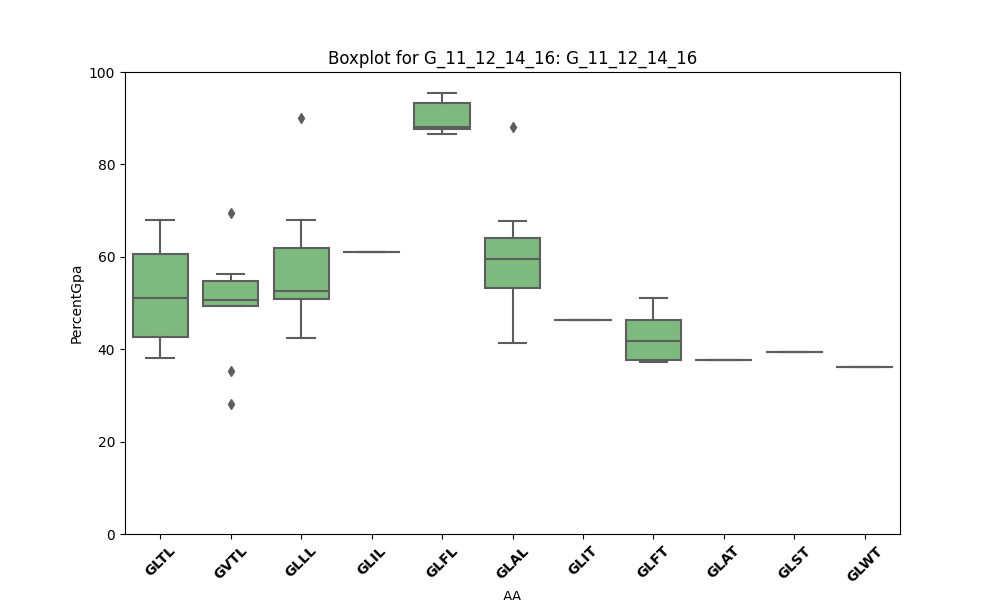 Boxplot for G_11_12_14_16: G_11_12_14_16
100
80
60
40
20
0
PercentGpa
GLTL GVTL GLLL GLIL GLFL GLAL GLIT GLFT GLAT GLST GLWT
AA